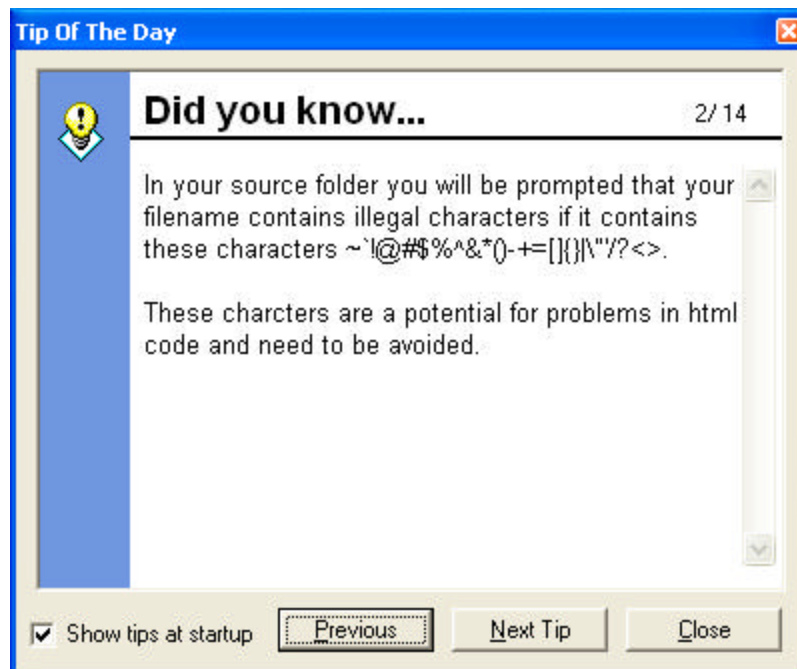 Tip Of The Day
Did you know...
2/ 14
In your source folder you will be prompted that your
filename contains illegal characters if it contains
these characters ~`!@#$%^&*()-+=[]{}|\"'/?<>.
These charcters are a potential for problems in html
code and need to be avoided.
Show tips at startup
Previous
Next Tip
Close